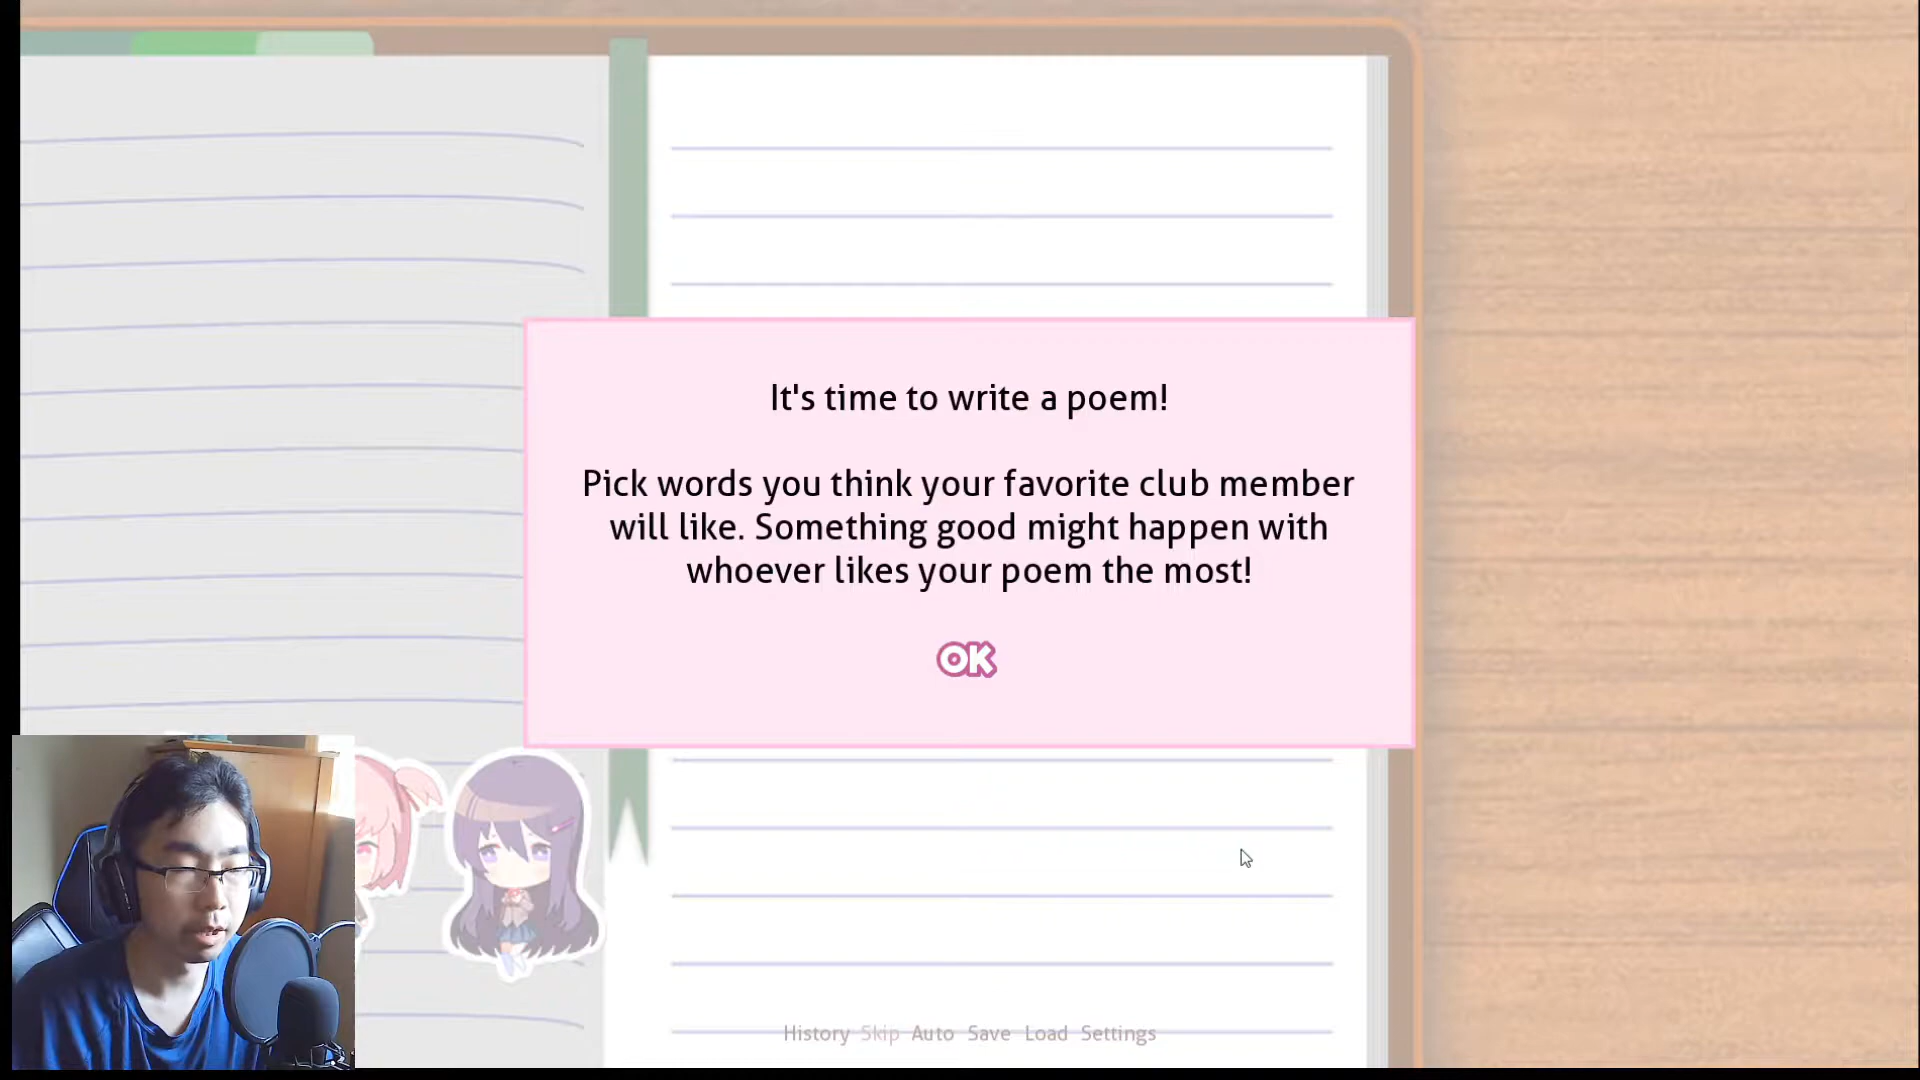 It's time to write a poem!
Pick words you think your favorite club member
will like. Something good might happen with
whoever likes your poem the most!
OK
History Skip Auto Save Load Settings